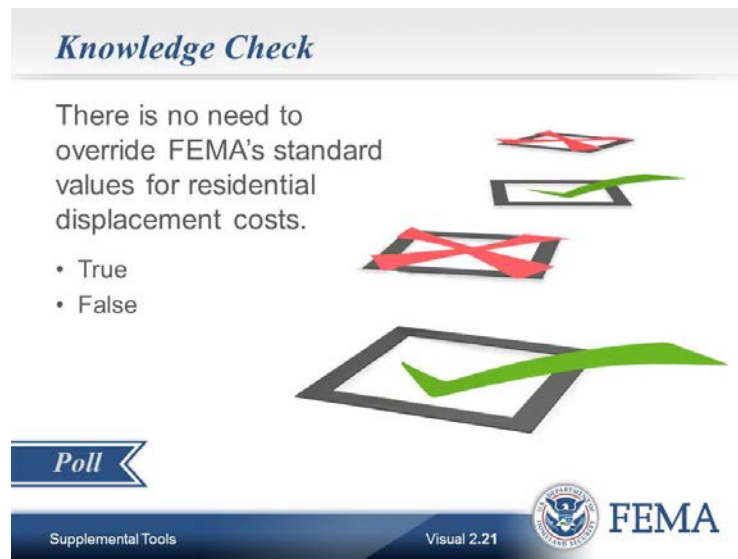 Knowledge Check
There is no need to
override FEMA's standard
values for residential
displacement costs.
• True
• False
Poll
Supplemental Tools
Visual 2.21
FEMA